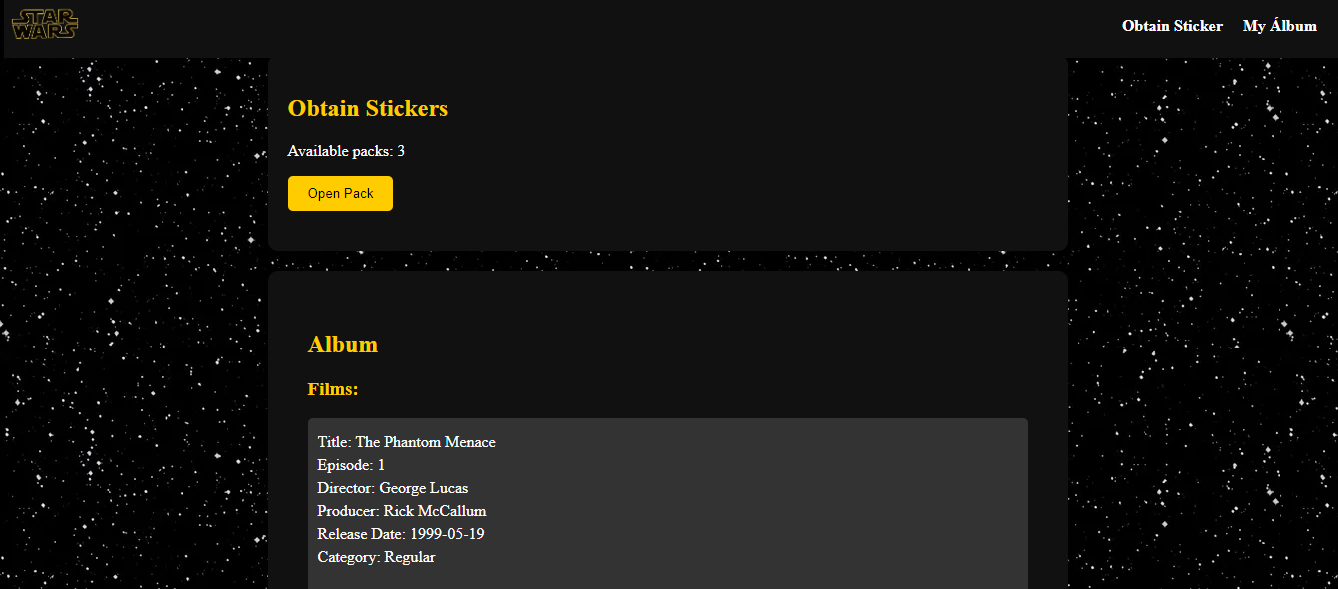 STAR
WARS
Obtain Sticker
My Álbum
Obtain Stickers
Available packs: 3
Open Pack
Album
Films:
Title: The Phantom Menace
Episode: 1
Director: George Lucas
Producer: Rick McCallum
Release Date: 1999-05-19
Category: Regular